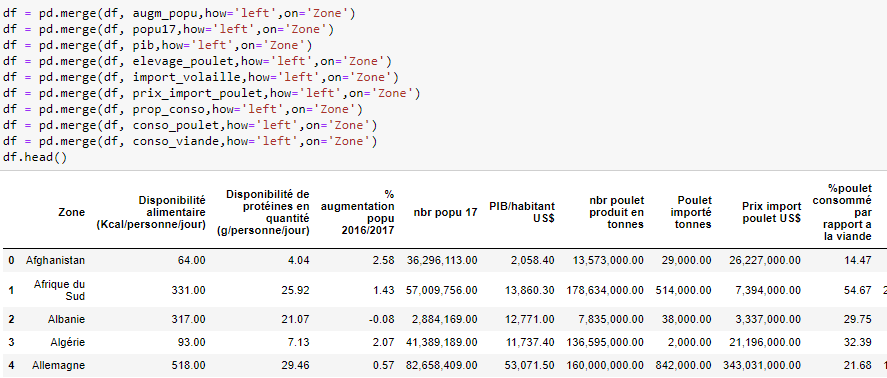 df = pd.merge(df, augm_popu,how='left',on='Zone')
df = pd.merge(df, popu17,how='left',on='Zone')
df = pd.merge(df, pib,how='left',on='Zone')
df = pd.merge(df, elevage_poulet,how='left',on='Zone')
df = pd.merge(df, import_volaille,how='left',on='Zone')
df = pd.merge(df, prix_import_poulet,how='left',on='Zone')
df = pd.merge(df, prop_conso,how='left',on='Zone')
df = pd.merge(df, conso_poulet,how='left',on='Zone')
df = pd.merge(df, conso_viande,how='left',on='Zone')
df.head()
Zone
Disponibilité
alimentaire
(Kcal/personne/jour)
Disponibilité de
protéines en
quantité
(g/personne/jour)
%
augmentation
popu
2016/2017
nbr popu 17
PIB/habitant
US$
nbr poulet
produit en
tonnes
Poulet
importé
tonnes
Prix import
poulet US$
%poulet
consommé
par
rapport a
la viande
0 Afghanistan 64.00 4.04 2.58 36,296,113.00 2,058.40 13,573,000.00 29,000.00 26,227,000.00 14.47
1 Afrique du
Sud 331.00 25.92 1.43 57,009,756.00 13,860.30 178,634,000.00 514,000.00 7,394,000.00 54.67 2
2 Albanie 317.00 21.07 -0.08 2,884,169.00 12,771.00 7,835,000.00 38,000.00 3,337,000.00 29.75
3 Algérie 93.00 7.13 2.07 41,389,189.00 11,737.40 136,595,000.00 2,000.00 21,196,000.00 32.39
4 Allemagne 518.00 29.46 0.57 82,658,409.00 53,071.50 160,000,000.00 842,000.00 343,031,000.00 21.68 1